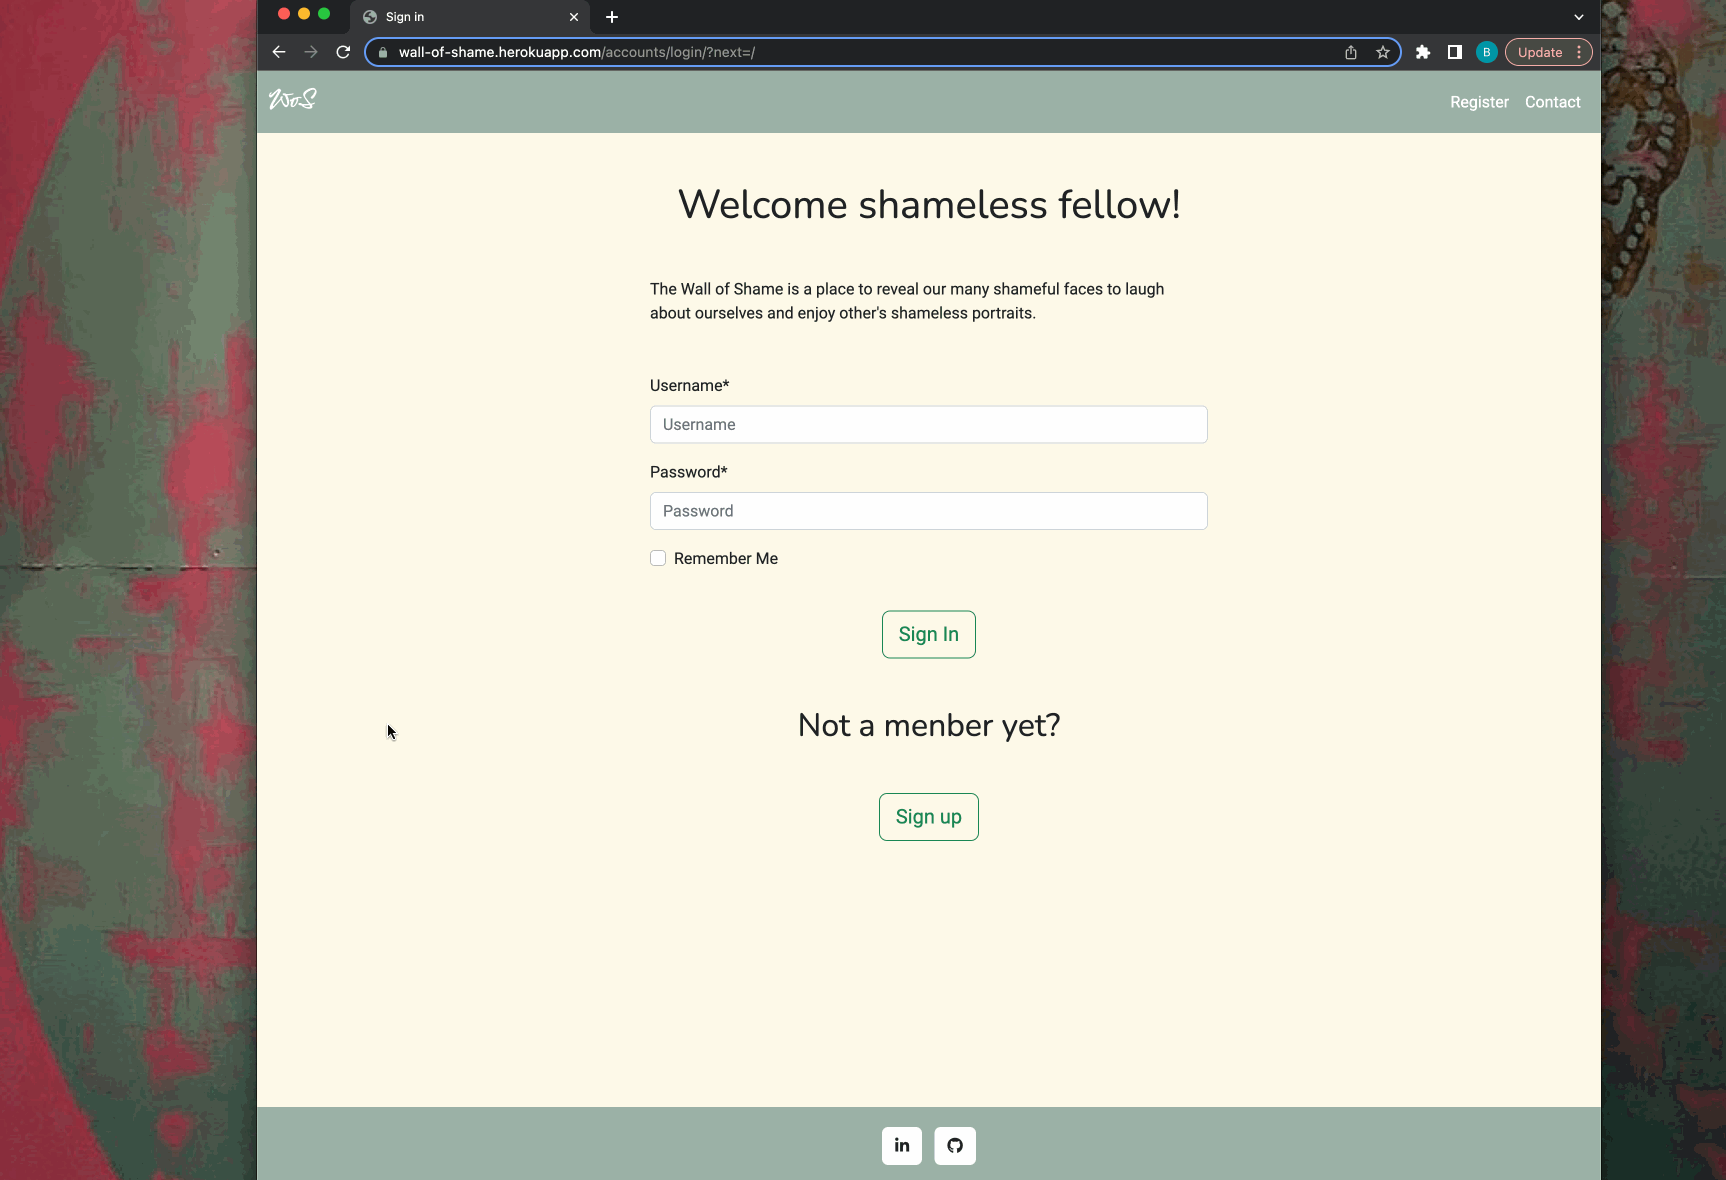 Sign in
wall-of-shame.herokuapp.com/accounts/login/?next=/
B
Update
WoS
Register
Contact
Welcome shameless fellow!
The Wall of Shame is a place to reveal our many shameful faces to laugh
about ourselves and enjoy other's shameless portraits.
Username*
Username
Password*
Password
Remember Me
Sign In
Not a menber yet?
Sign up
in